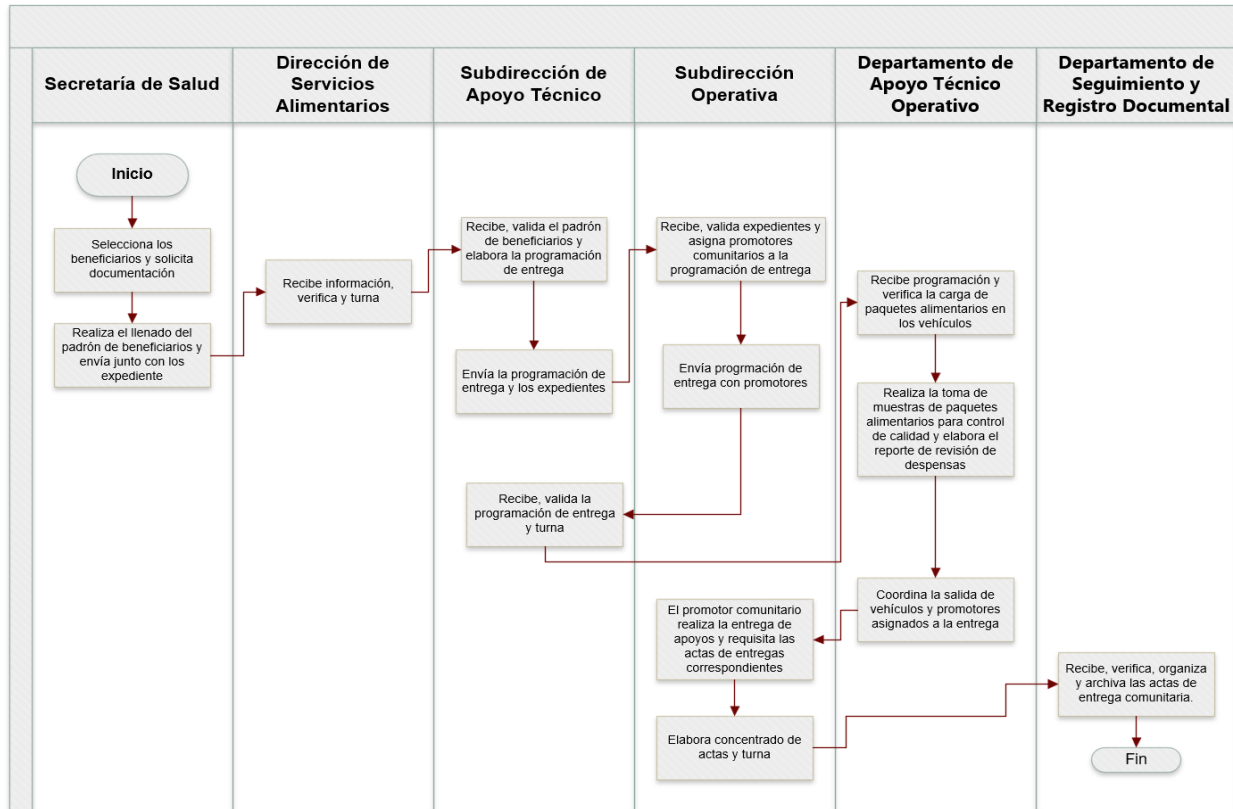 Secretaría de Salud
Dirección de
Servicios
Alimentarios
Subdirección de
Apoyo Técnico
Subdirección
Operativa
Departamento de
Apoyo Técnico
Operativo
Departamento de
Seguimiento y
Registro Documental
Inicio
Selecciona los
beneficiarios y solicita
documentación
Realiza el llenado del
padrón de beneficiarios y
envía junto con los
expediente
Recibe información,
verifica y turna
Recibe, valida el padrón
de beneficiarios y
elabora la programación
de entrega
Envía la programación de
entrega y los expedientes
Recibe, valida expedientes y
asigna promotores
comunitarios a la
programación de entrega
Envía progrmación de
entrega con promotores
Recibe, valida la
programación de entrega
y turna
Recibe programación y
verifica la carga de
paquetes alimentarios en
los vehículos
Realiza la toma de
muestras de paquetes
alimentarios para control
de calidad y elabora el
reporte de revisión de
despensas
Coordina la salida de
vehículos y promotores
asignados a la entrega
El promotor comunitario
realiza la entrega de
apoyos y requisita las
actas de entregas
correspondientes
Elabora concentrado de
actas y turna
Recibe, verifica, organiza
y archiva las actas de
entrega comunitaria.
Fin